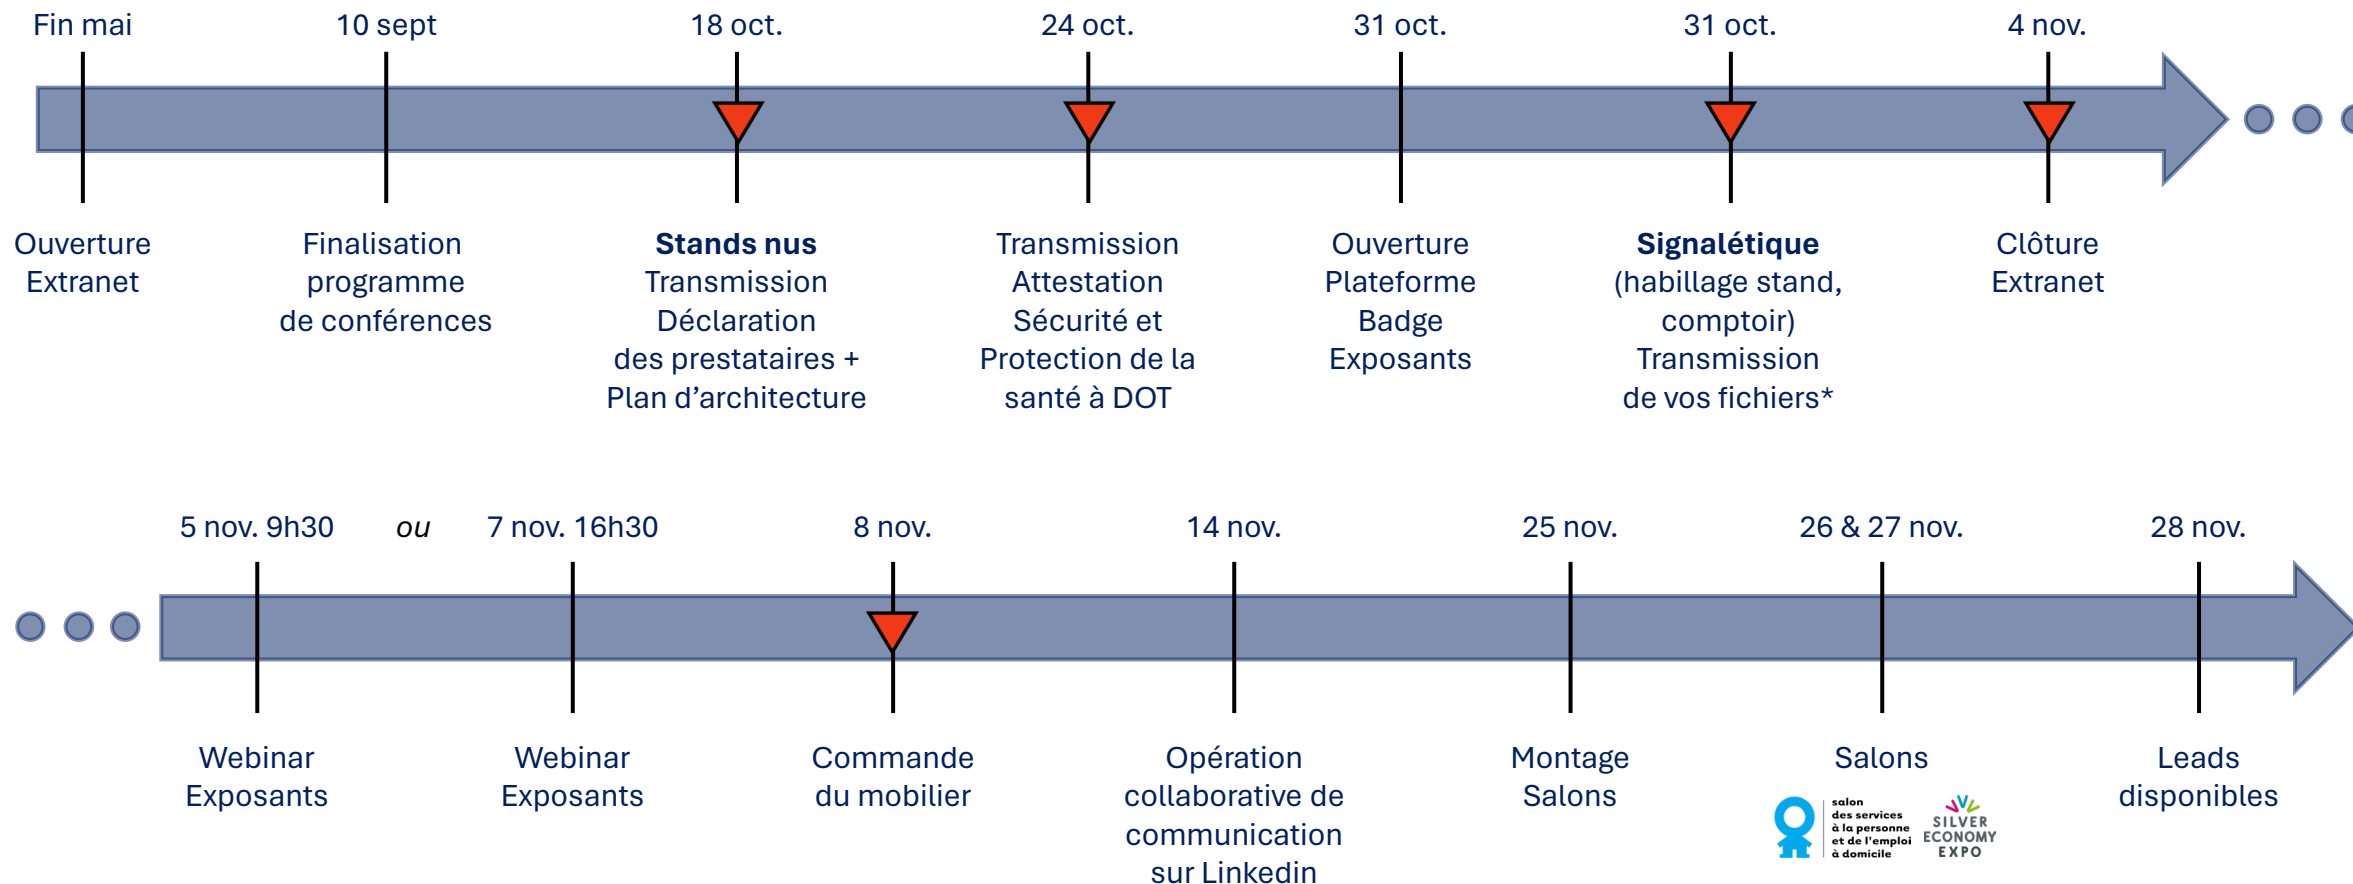 Fin mai
10 sept
18 oct.
24 oct.
31 oct.
31 oct.
4 nov.
Ouverture
Extranet
Finalisation
programme
de conférences
Stands nus
Transmission
Déclaration
des prestataires +
Plan d’architecture
Transmission
Attestation
Sécurité et
Protection de la
santé à DOT
Ouverture
Plateforme
Badge
Exposants
Signalétique
(habillage stand,
comptoir)
Transmission
de vos fichiers*
Clôture
Extranet
5 nov. 9h30
ou
7 nov. 16h30
8 nov.
14 nov.
25 nov.
26 & 27 nov.
28 nov.
Webinar
Exposants
Webinar
Exposants
Commande
du mobilier
Opération
collaborative de
communication
sur Linkedin
Montage
Salons
Salons
salon
des services
à la personne
et de l'emploi
à domicile
SILVER
ECONOMY
EXPO
Leads
disponibles